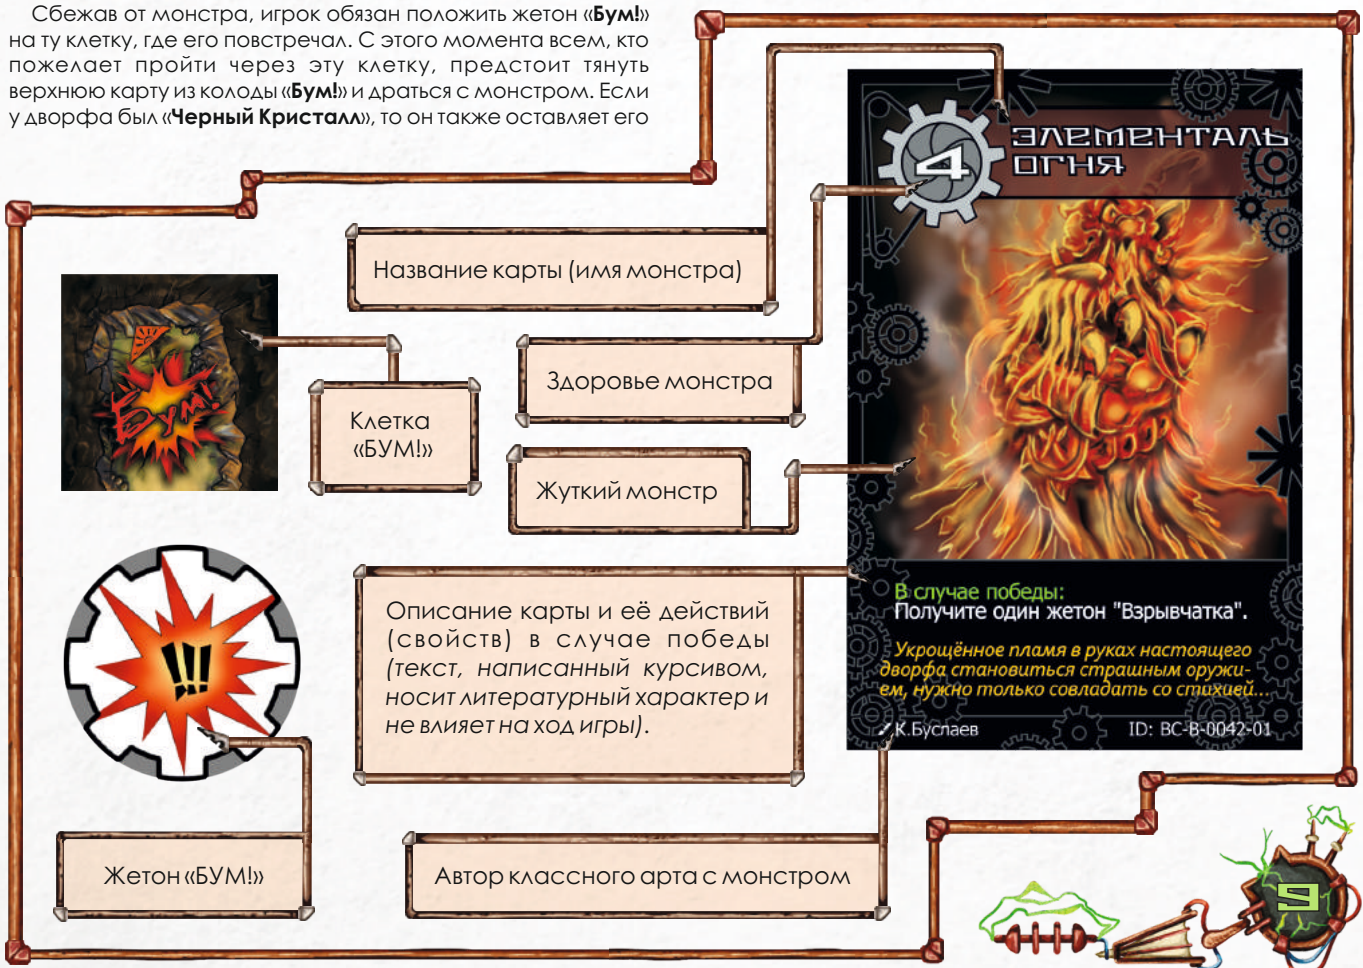 Сбежав от монстра, игрок обязан положить жетон «Бум!»
на ту клетку, где его повстречал. С этого момента всем, кто
пожелает пройти через эту клетку, предстоит тянуть
верхнюю карту из колоды «Бум!» и драться с монстром. Если
у дворфа был «Черный Кристалл», то он также оставляет его
4
ЭЛЕМЕНТАЛЬ
ОГНЯ
Название карты (имя монстра)
Бум!
Здоровье монстра
Клетка
«БУМ!»
Жуткий монстр
!!!
Описание карты и её действий
(свойств) в случае победы
(текст, написанный курсивом,
носит литературный характер и
не влияет на ход игры).
В случае победы:
Получите один жетон "Взрывчатка".
Укрощённое пламя в руках настоящего
дворфа становиться страшным оружи-
ем, нужно только совладать со стихией...
К.Буслаев
ID: BC-B-0042-01
Жетон «БУМ!»
Автор классного арта с монстром
9